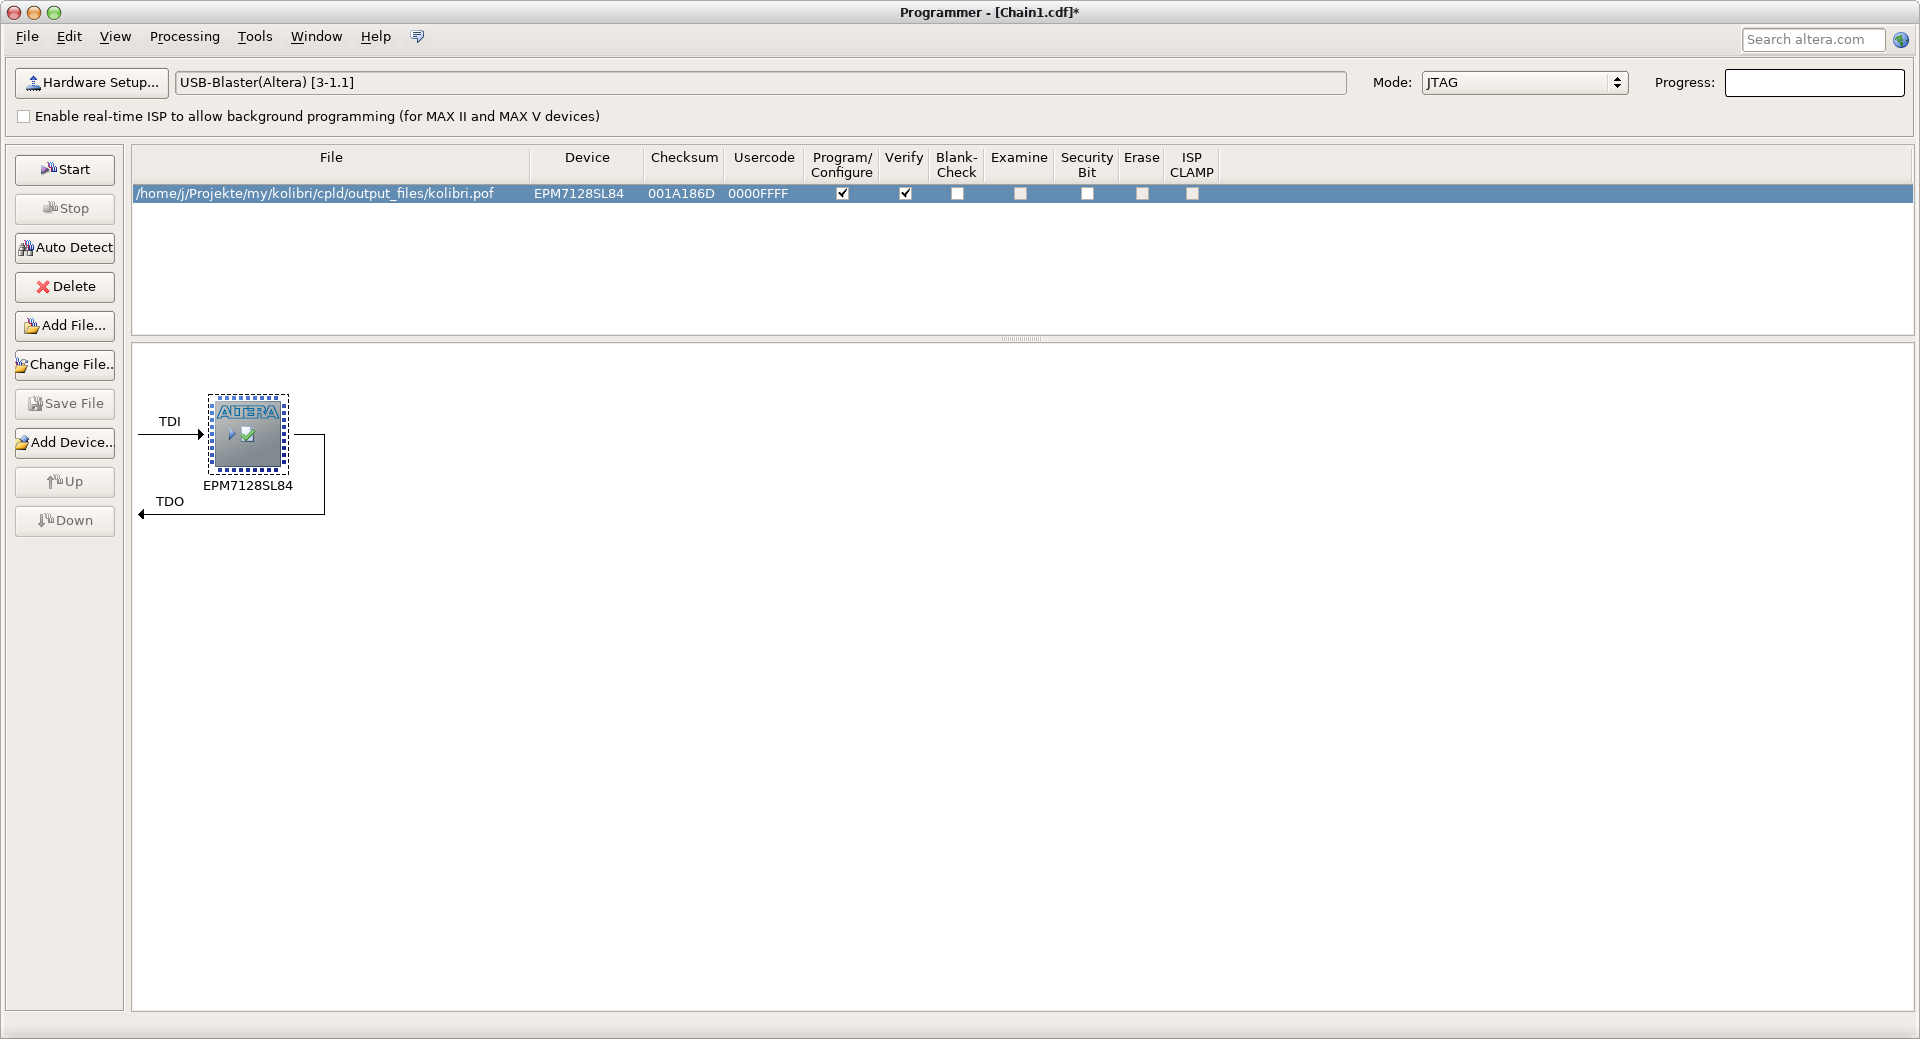 Programmer - [Chain1.cdf]*
File Edit View Processing Tools Window Help
Search altera.com
Hardware Setup... USB-Blaster(Altera) [3-1.1] Mode: JTAG Progress:
Enable real-time ISP to allow background programming (for MAX II and MAX V devices)
Start
Stop
Auto Detect
Delete
Add File...
Change File..
Save File
Add Device..
Up
Down
File Device Checksum Usercode Program/ Verify Blank- Examine Security Erase ISP
Configure Check Bit CLAMP
/home/j/Projekte/my/kolibri/cpld/output_files/kolibri.pof EPM7128SL84 001A186D 0000FFFF
TDI
ALTERA
EPM7128SL84
TDO